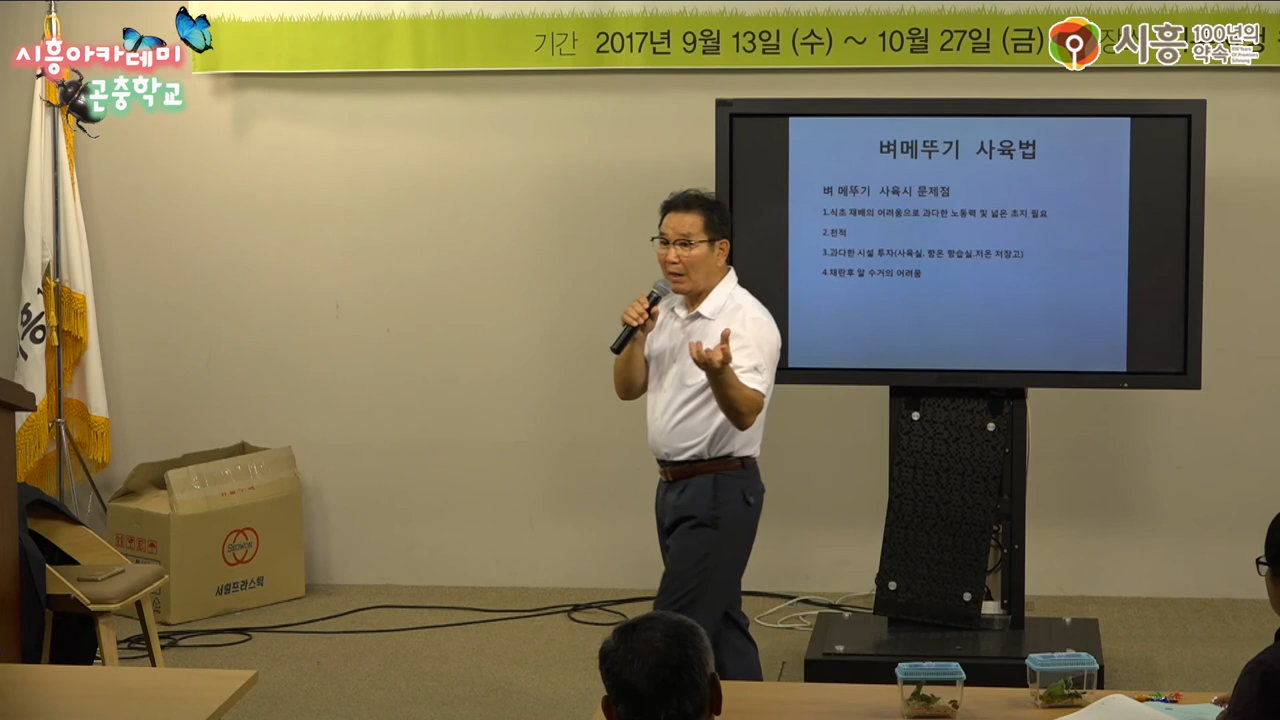 시흥아카데미
곤충학교
기간 2017년 9월 13일 (수) ~ 10월 27일 (금)
시흥 100년의 약속
벼메뚜기 사육법
벼 메뚜기 사육시 문제점
1.식초 재배의 어려움으로 과다한 노동력 및 넓은 초지 필요
2.천적
3.과다한 시설 투자(사육실.항온 항습실.저온 저장고)
4.채란후 알 수거의 어려움